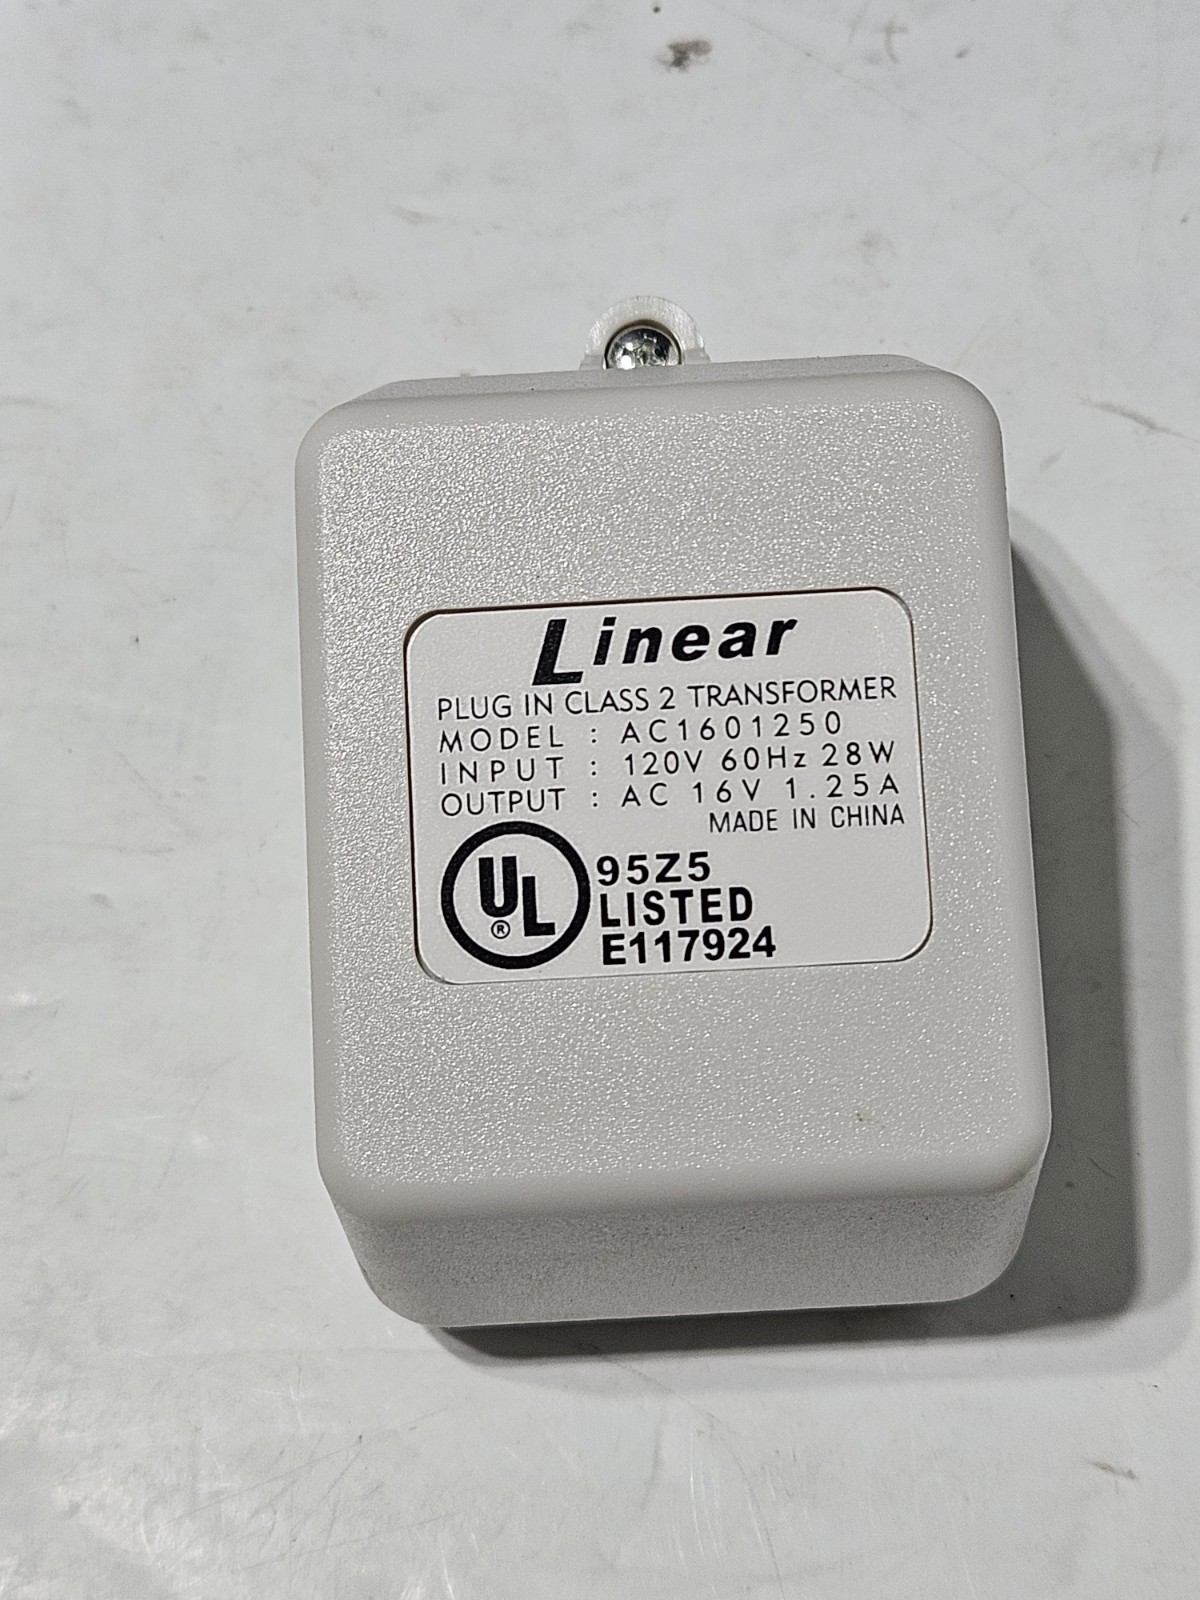 Linear
PLUG IN CLASS 2 TRANSFORMER
MODEL : AC1601250
INPUT : 120V 60Hz 28W
OUTPUT : AC 16V 1.25A
MADE IN CHINA
UL ®
95Z5
LISTED
E117924